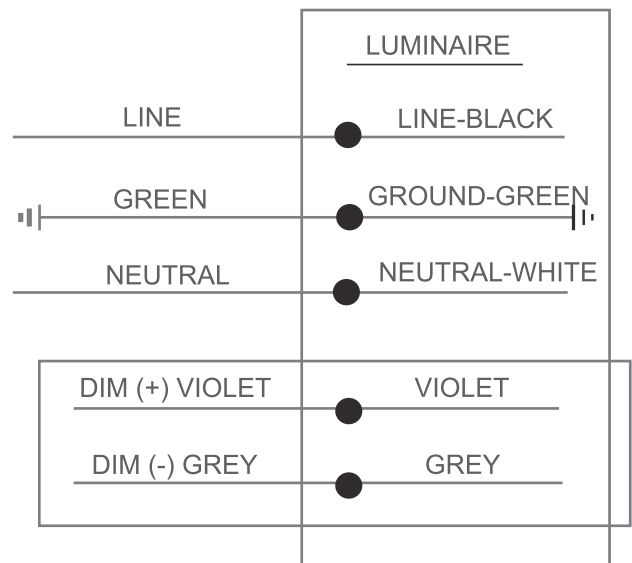 LUMINAIRE
LINE LINE-BLACK
GREEN GROUND-GREEN
NEUTRAL NEUTRAL-WHITE
DIM (+) VIOLET VIOLET
DIM (-) GREY GREY